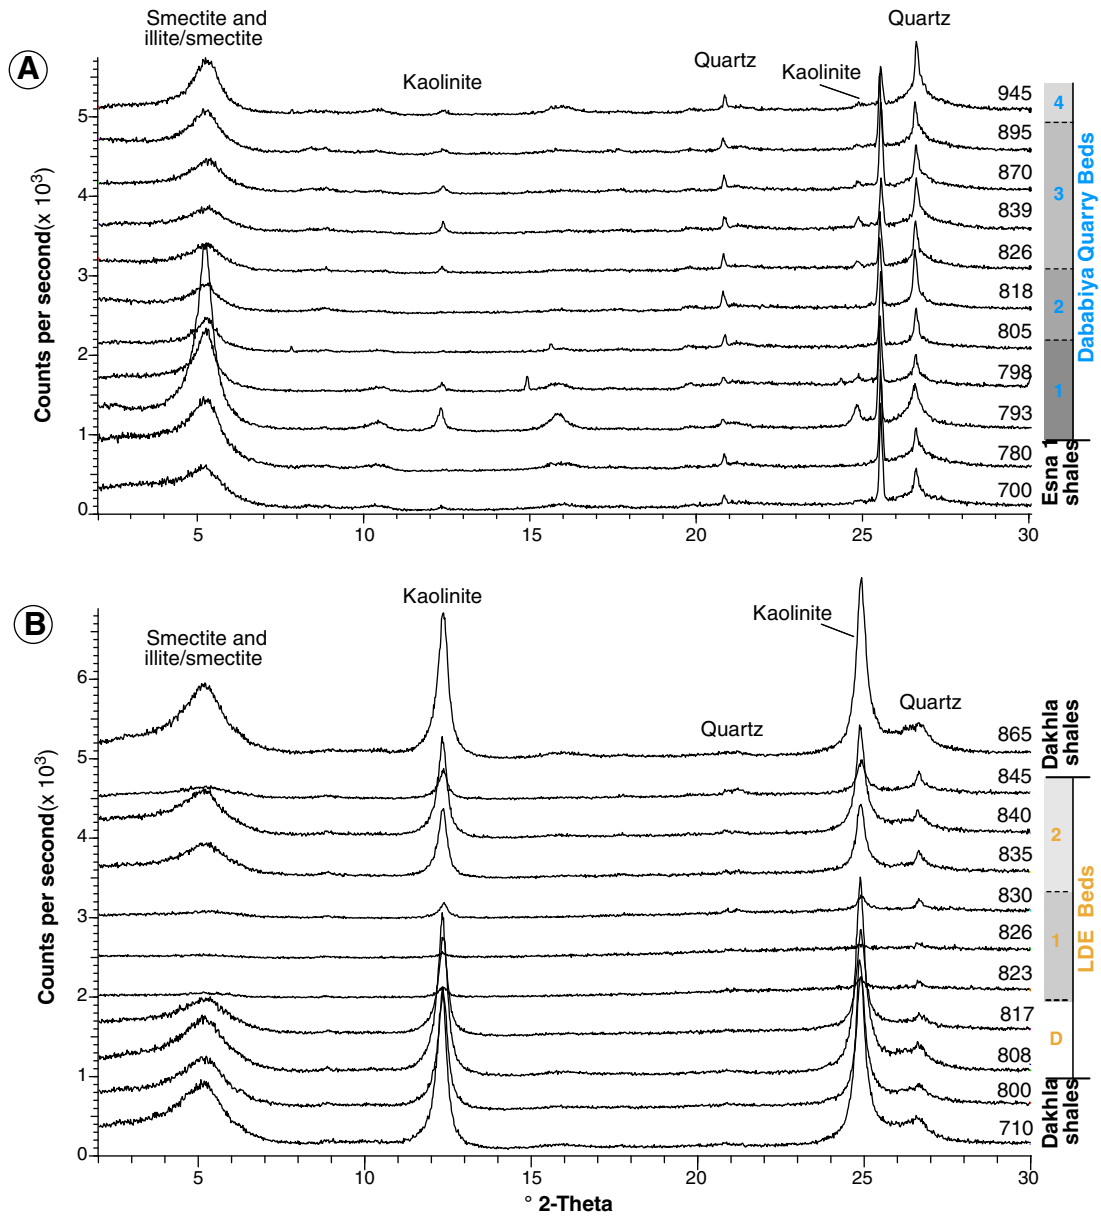 A
Smectite and
illite/smectite
Kaolinite
Quartz
Kaolinite
Quartz
Counts per second(x 10³)
5
4
3
2
1
0
945
895
870
839
826
818
805
798
793
780
700
4
3
2
1
Dababiya Quarry Beds
Esna 1
shales
5
10
15
20
25
30
B
Smectite and
illite/smectite
Kaolinite
Quartz
Kaolinite
Quartz
Counts per second(x 10³)
6
5
4
3
2
1
0
865
845
840
835
830
826
823
817
808
800
710
Dakhla
shales
2
1
D
LDE Beds
Dakhla
shales
5
10
15
20
25
30
° 2-Theta